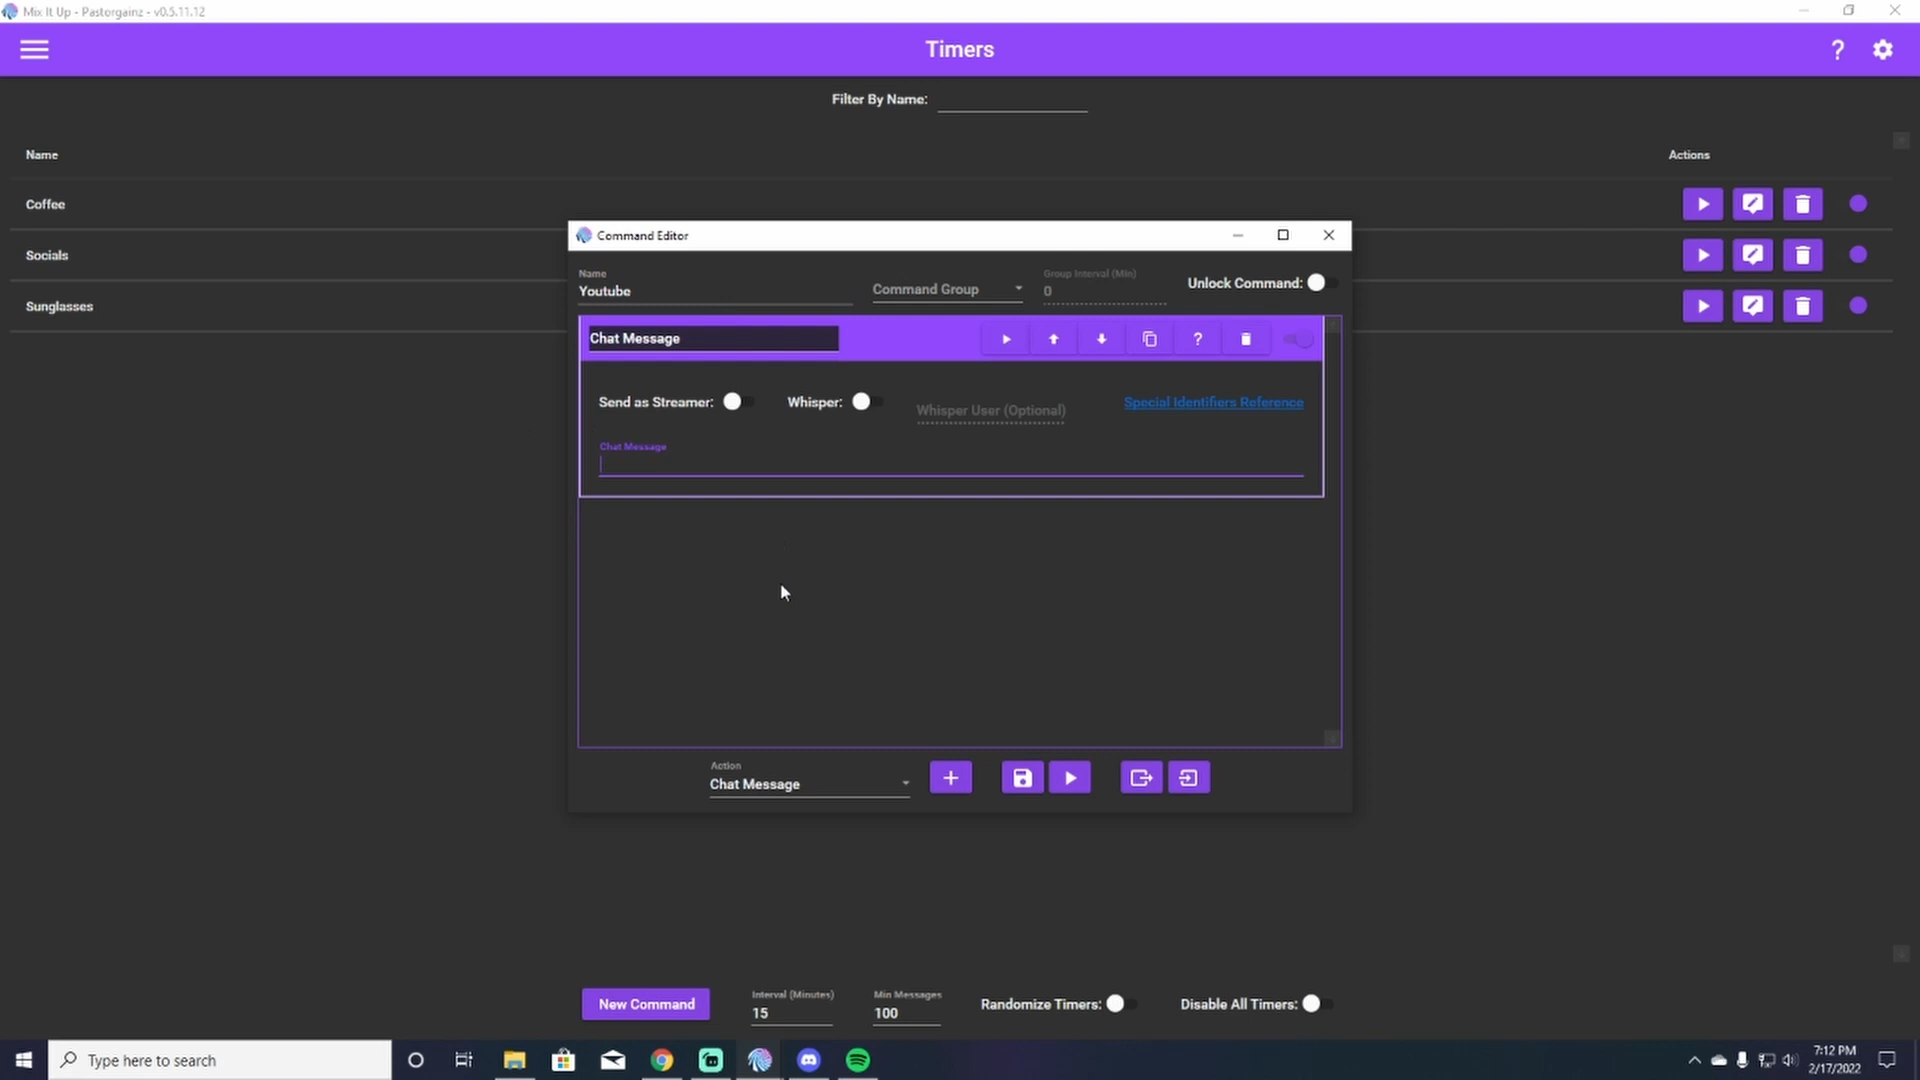 Mix It Up - Pastorgainz - v0.5.11.12
Timers
?
Filter By Name:
Name
Actions
Coffee
Socials
Sunglasses
Command Editor
Name
Youtube
Command Group
Group Interval (Min)
0
Unlock Command:
Chat Message
?
Send as Streamer:
Whisper:
Whisper User (Optional)
Special Identifiers Reference
Chat Message
Action
Chat Message
New Command
Interval (Minutes)
15
Min Messages
100
Randomize Timers:
Disable All Timers:
Type here to search
7:12 PM
2/17/2022